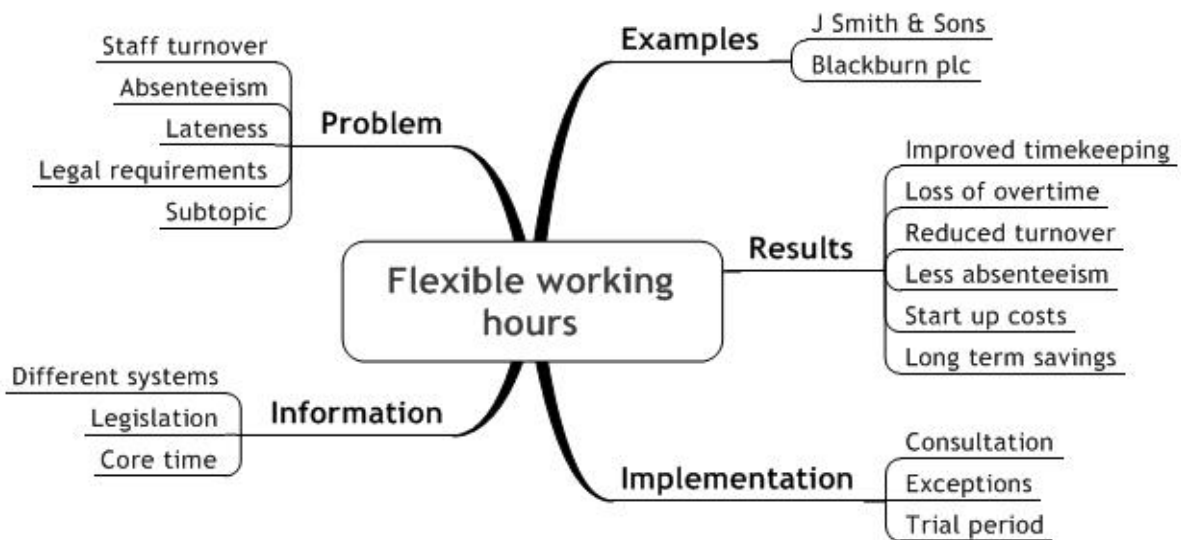 Flexible working
hours
Problem
Staff turnover
Absenteeism
Lateness
Legal requirements
Subtopic
Information
Different systems
Legislation
Core time
Examples
J Smith & Sons
Blackburn plc
Results
Improved timekeeping
Loss of overtime
Reduced turnover
Less absenteeism
Start up costs
Long term savings
Implementation
Consultation
Exceptions
Trial period